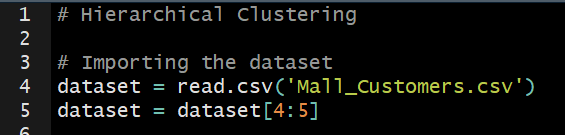 1 # Hierarchical Clustering
2
3 # Importing the dataset
4 dataset = read.csv('Mall_Customers.csv')
5 dataset = dataset[4:5]